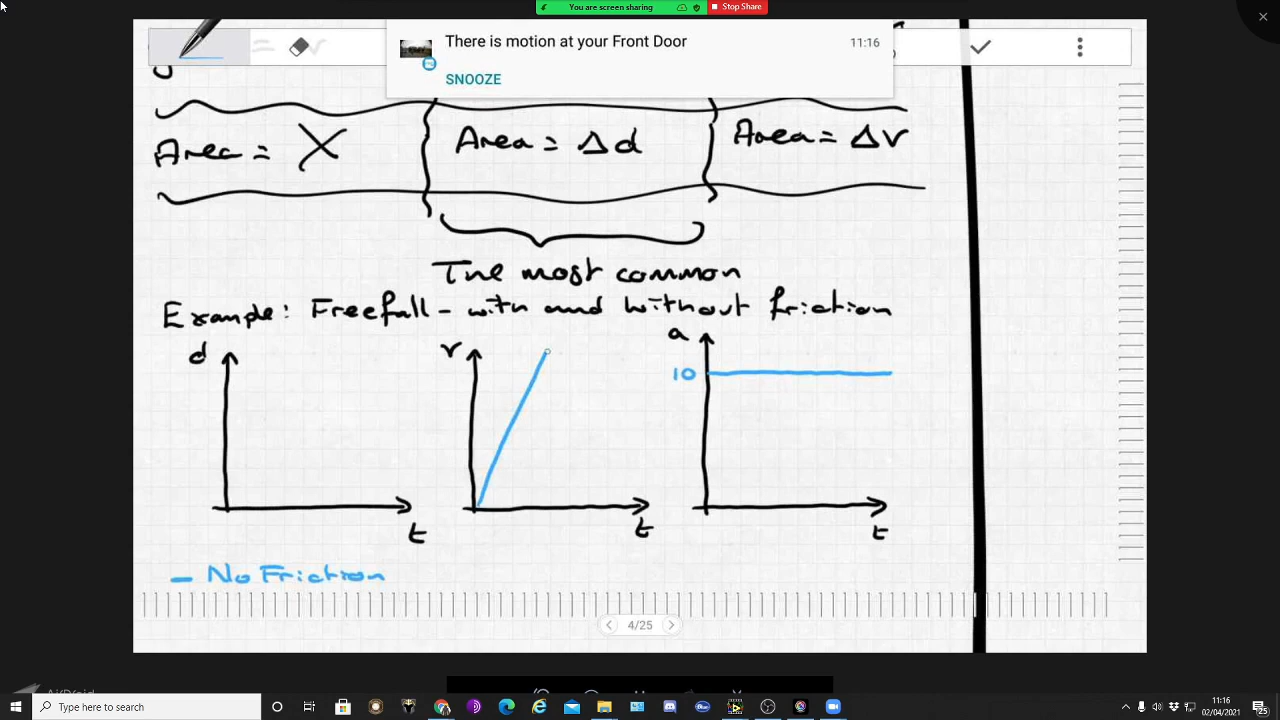 You are screen sharing Stop Share
There is motion at your Front Door 11:16
SNOOZE
Area = X Area = Δd Area = Δv
The most common
Example: Freefall - with and without friction
d v a
10
t t t
- No Friction
4/25
AirDroid
Type here to search
11:16
02/04/2021